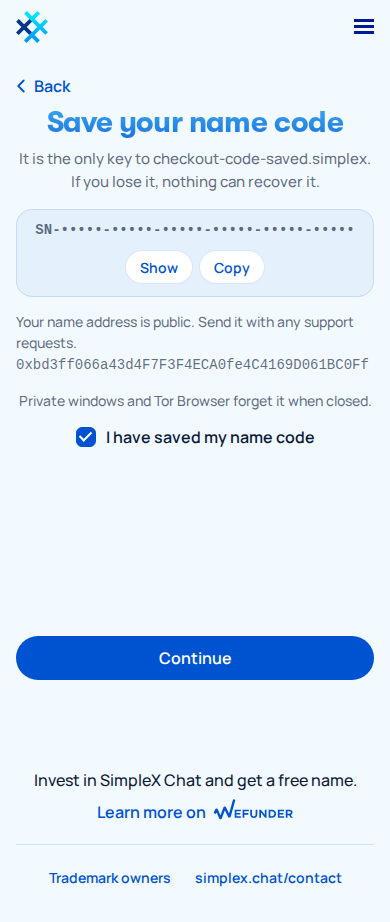 Back
Save your name code
It is the only key to checkout-code-saved.simplex.
If you lose it, nothing can recover it.
SN-•••••-•••••-•••••-•••••-•••••-•••••
Show
Copy
Your name address is public. Send it with any support
requests.
0xbd3ff066a43d4F7F3F4ECA0fe4C4169D061BC0Ff
Private windows and Tor Browser forget it when closed.
I have saved my name code
Continue
Invest in SimpleX Chat and get a free name.
Learn more on WEFUNDER
Trademark owners
simplex.chat/contact